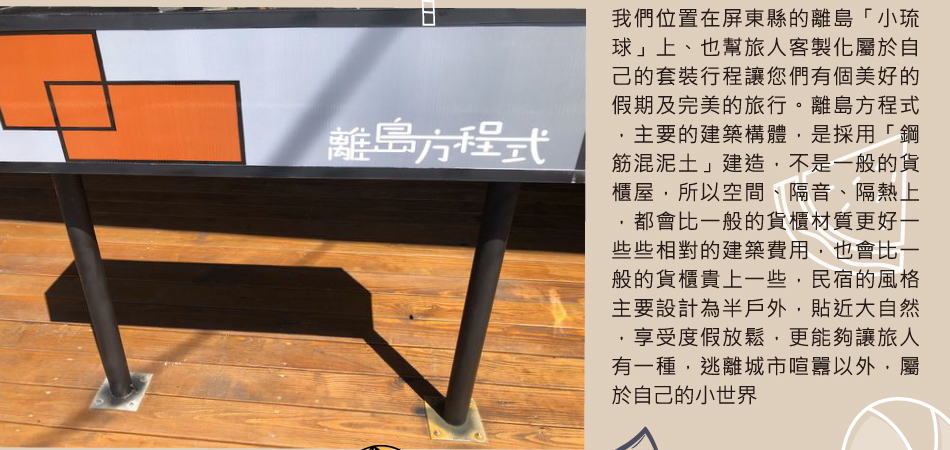 離島方程式
我們位置在屏東縣的離島「小琉
球」上、也幫旅人客製化屬於自
己的套裝行程讓您們有個美好的
假期及完美的旅行。離島方程式
，主要的建築構體，是採用「鋼
筋混泥土」建造，不是一般的貨
櫃屋，所以空間、隔音、隔熱上
，都會比一般的貨櫃材質更好一
些些相對的建築費用，也會比一
般的貨櫃貴上一些，民宿的風格
主要設計為半戶外，貼近大自然
，享受度假放鬆，更能夠讓旅人
有一種，逃離城市喧囂以外，屬
於自己的小世界